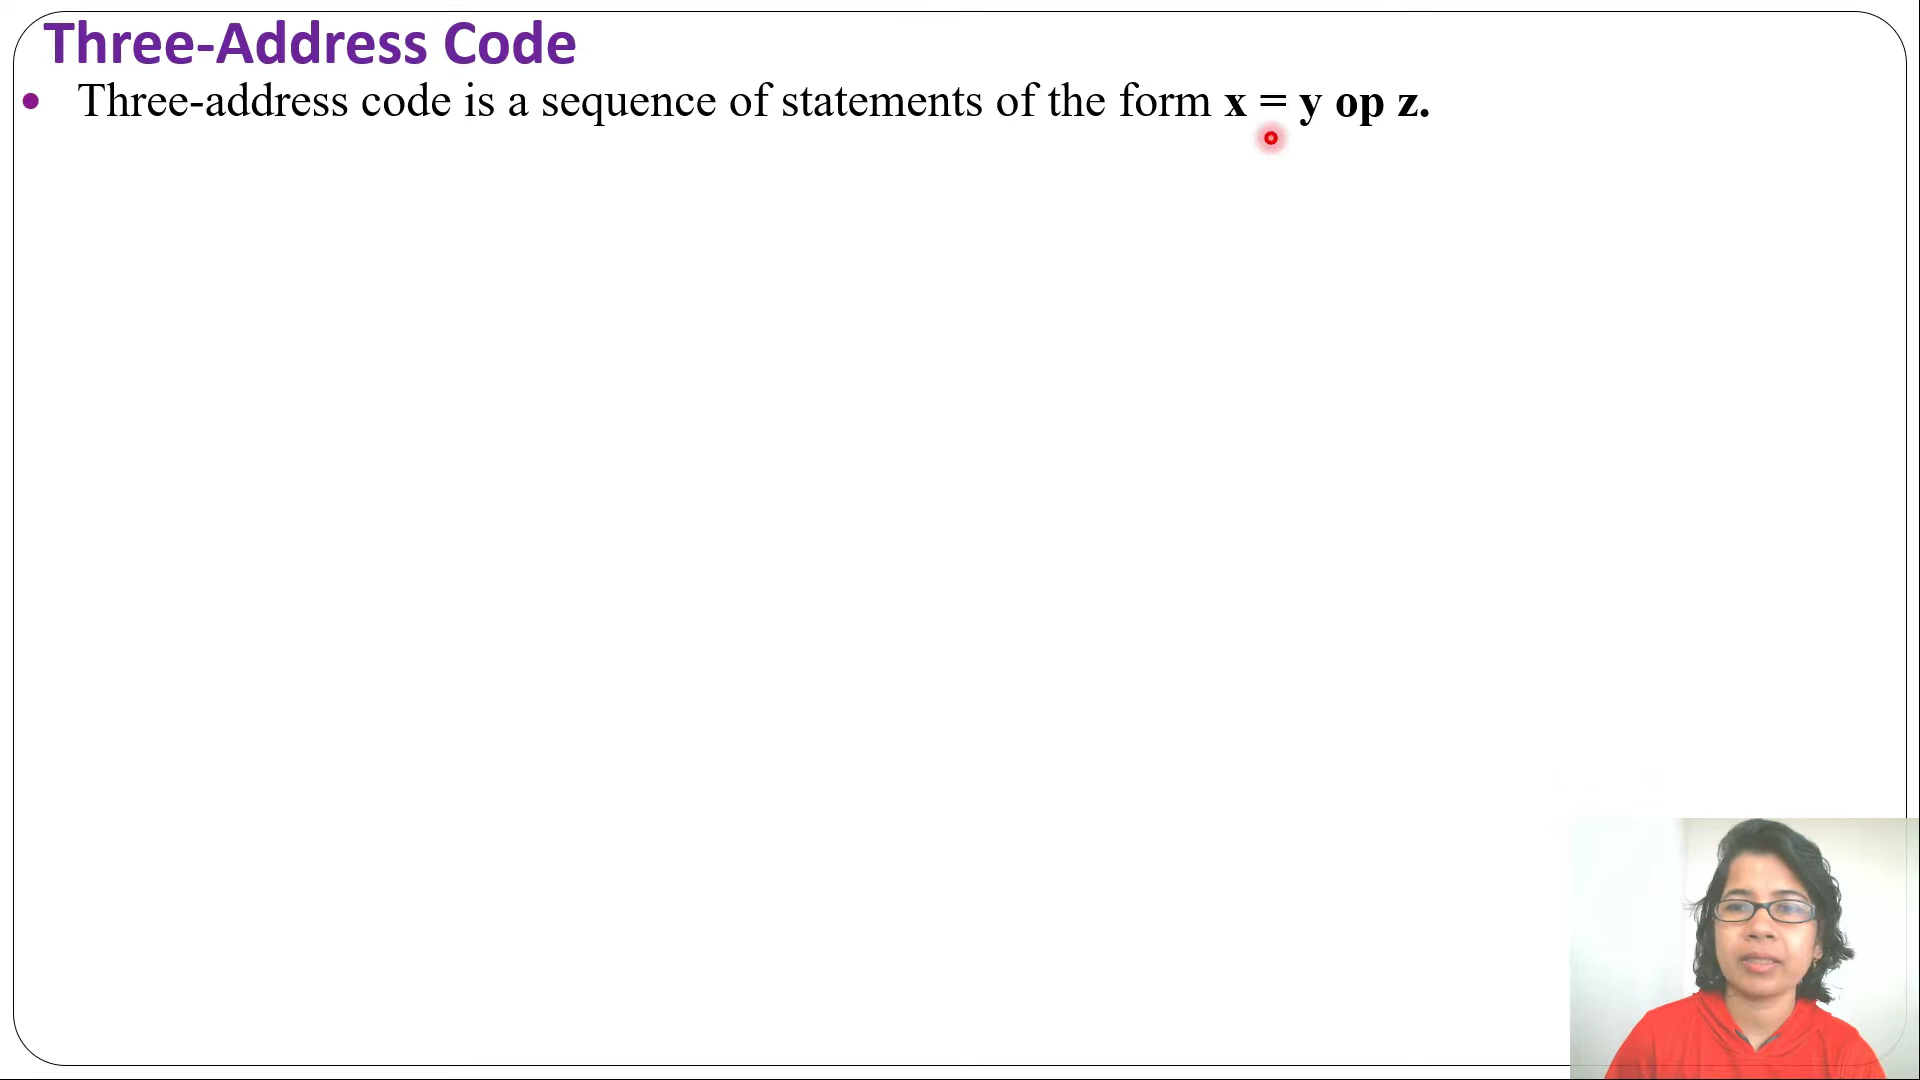 Three-Address Code
• Three-address code is a sequence of statements of the form x = y op z.